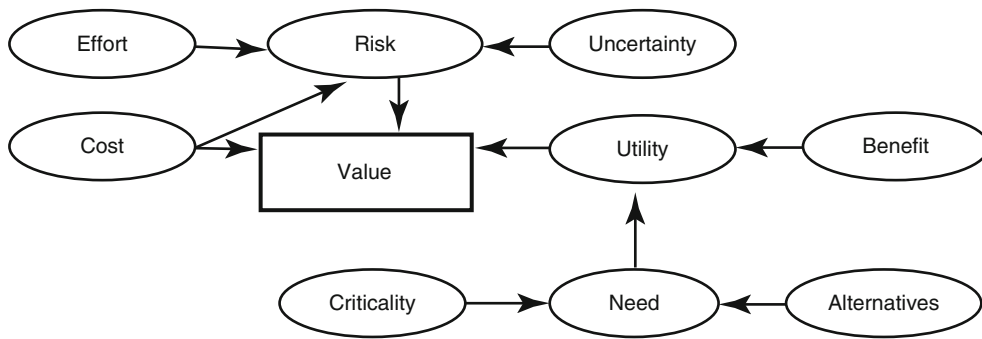 Effort
Risk
Uncertainty
Cost
Value
Utility
Benefit
Criticality
Need
Alternatives